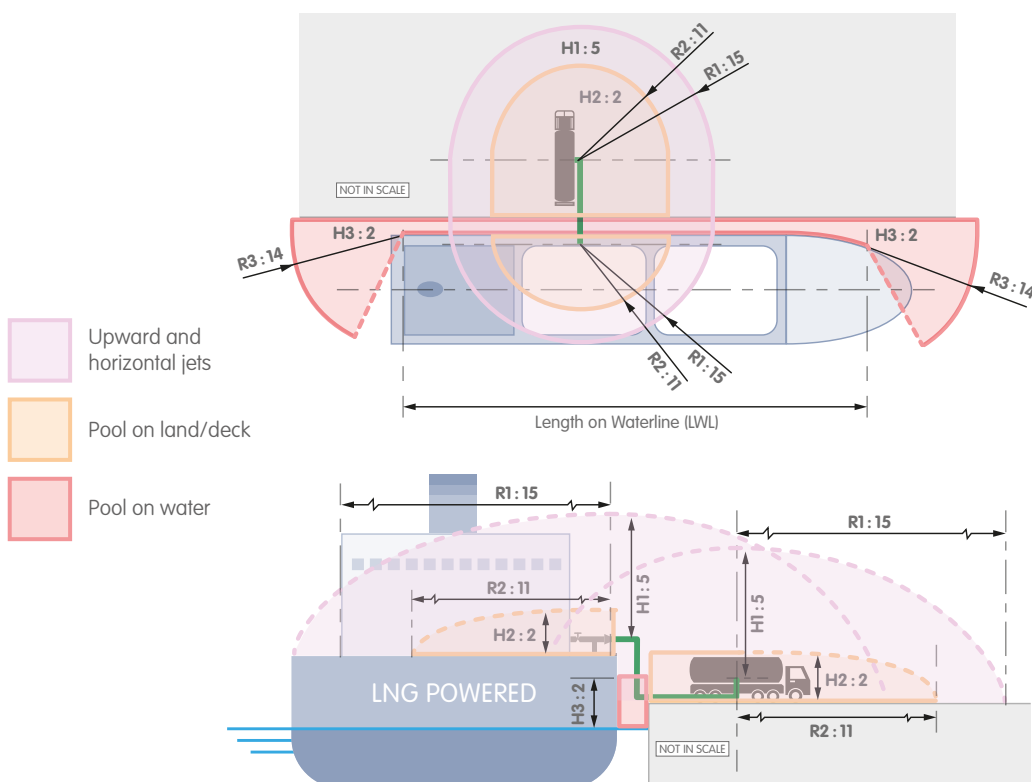 H1 : 5
R2 : 11
R1 : 15
H2 : 2
NOT IN SCALE
H3 : 2
H3 : 2
R3 : 14
R3 : 14
R2 : 11
R1 : 15
Length on Waterline (LWL)
Upward and
horizontal jets
Pool on land/deck
Pool on water
R1 : 15
R1 : 15
R2 : 11
H1 : 5
H1 : 5
H2 : 2
H2 : 2
LNG POWERED
H3 : 2
R2 : 11
NOT IN SCALE